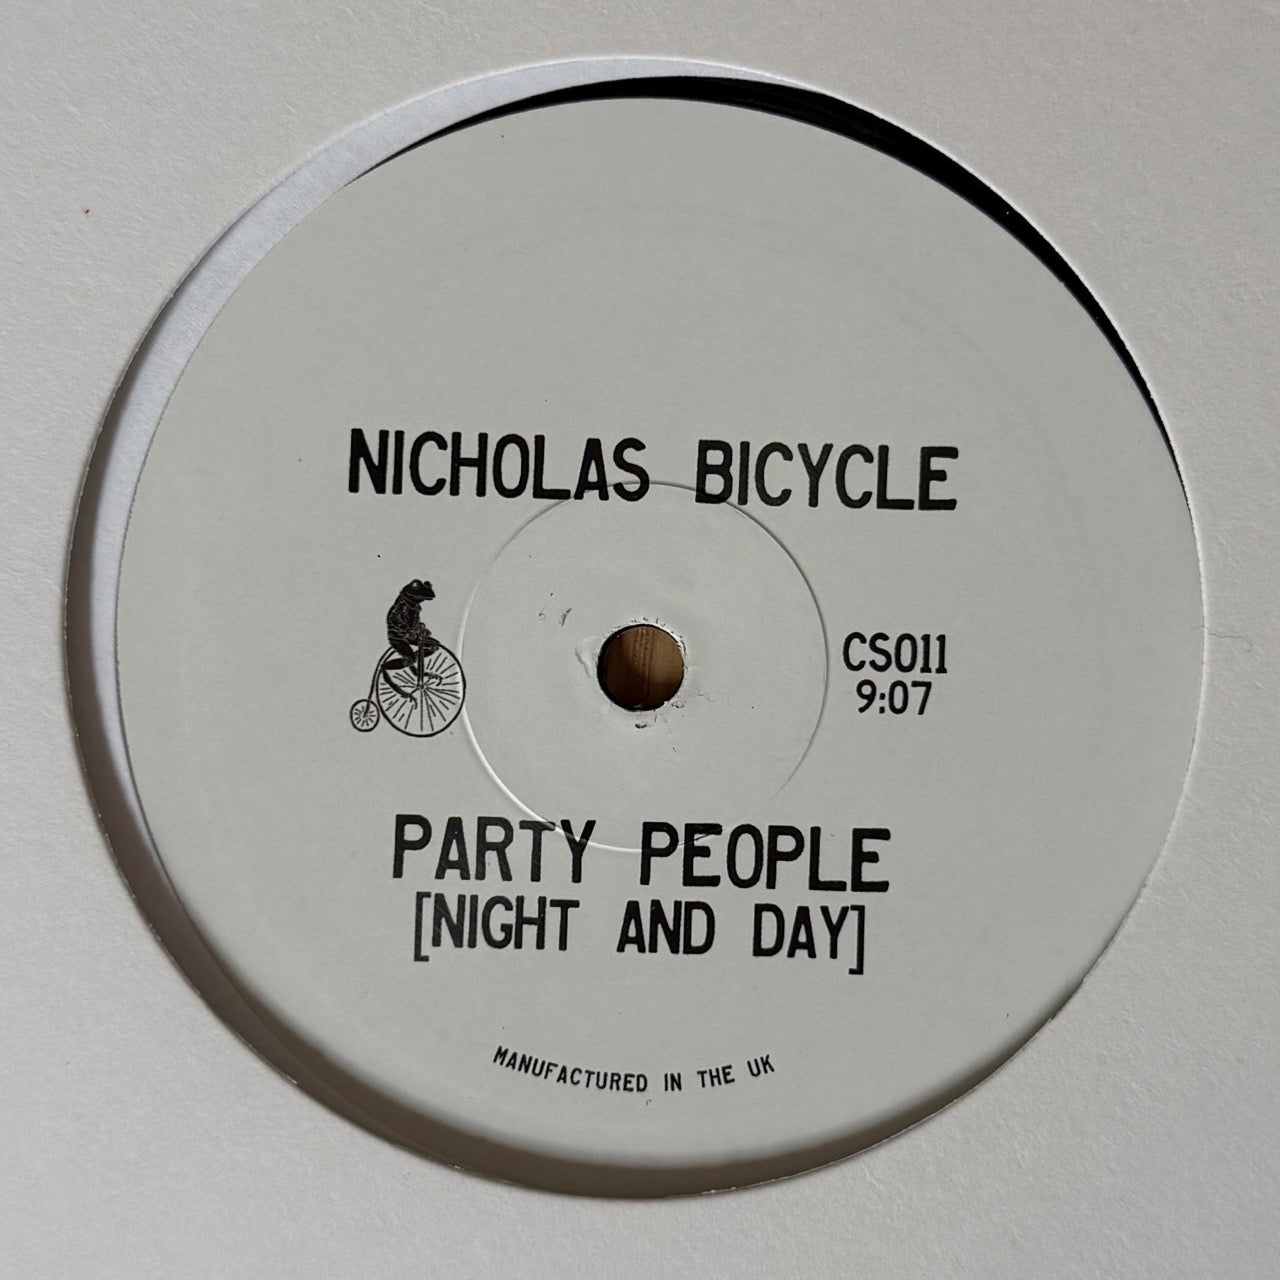 NICHOLAS BICYCLE
CS011
9:07
PARTY PEOPLE
[NIGHT AND DAY]
MANUFACTURED IN THE UK